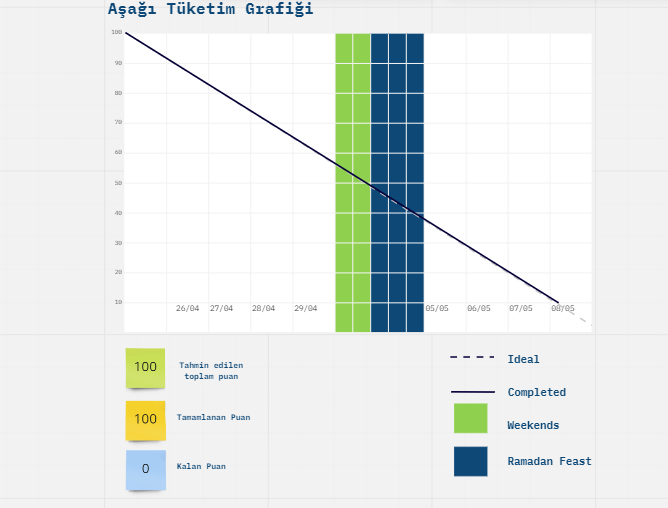 Aşağı Tüketim Grafiği
100
90
80
70
60
50
40
30
20
10
26/04 27/04 28/04 29/04 05/05 06/05 07/05 08/05
100 Tahmin edilen
toplam puan
100 Tamamlanan Puan
0 Kalan Puan
Ideal
Completed
Weekends
Ramadan Feast